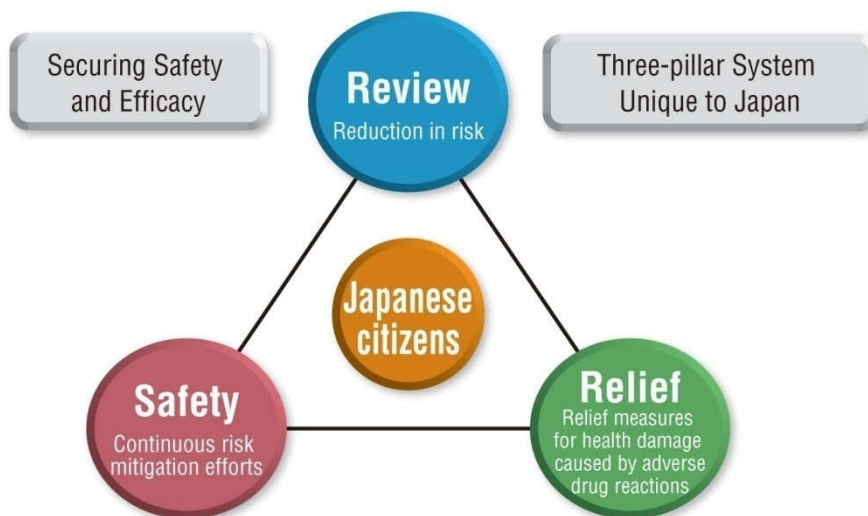 Securing Safety
and Efficacy
Review
Reduction in risk
Three-pillar System
Unique to Japan
Japanese
citizens
Safety
Continuous risk
mitigation efforts
Relief
Relief measures
for health damage
caused by adverse
drug reactions